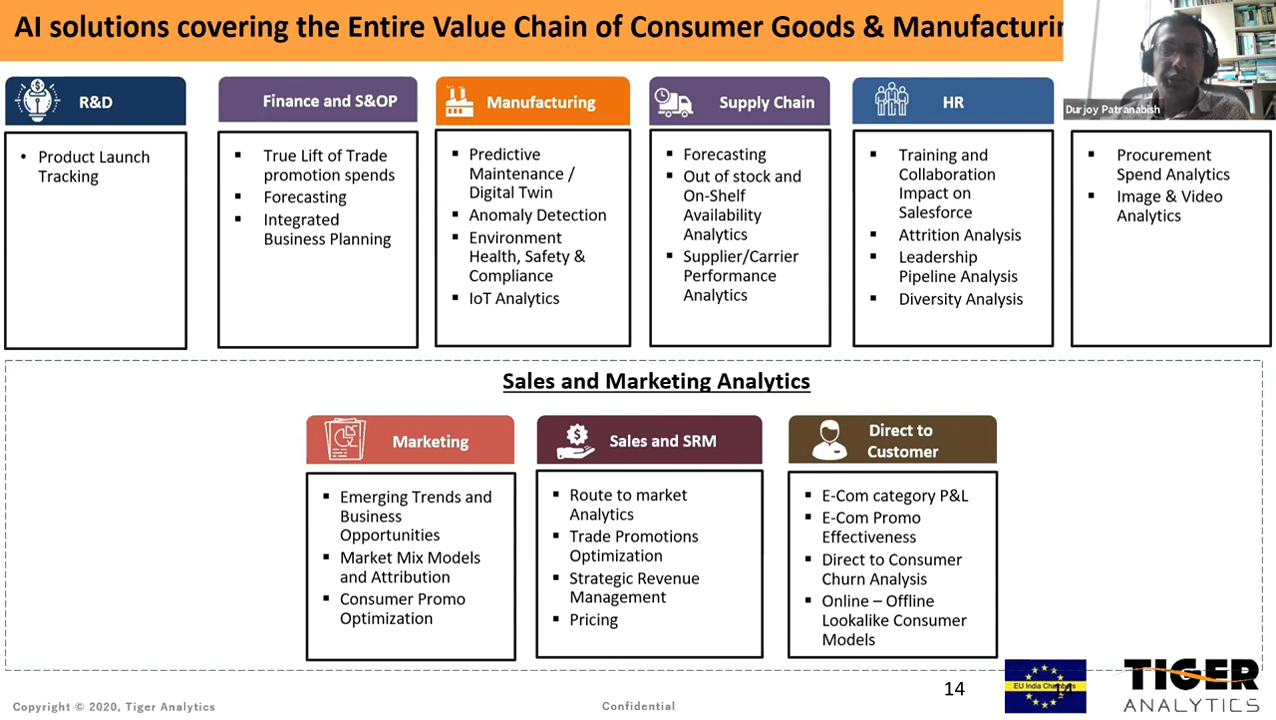 AI solutions covering the Entire Value Chain of Consumer Goods & Manufacturin
Durjoy Patranabish
R&D
• Product Launch
Tracking
Finance and S&OP
▪ True Lift of Trade
promotion spends
▪ Forecasting
▪ Integrated
Business Planning
Manufacturing
▪ Predictive
Maintenance /
Digital Twin
▪ Anomaly Detection
▪ Environment
Health, Safety &
Compliance
▪ IoT Analytics
Supply Chain
▪ Forecasting
▪ Out of stock and
On-Shelf
Availability
Analytics
▪ Supplier/Carrier
Performance
Analytics
HR
▪ Training and
Collaboration
Impact on
Salesforce
▪ Attrition Analysis
▪ Leadership
Pipeline Analysis
▪ Diversity Analysis
▪ Procurement
Spend Analytics
▪ Image & Video
Analytics
Sales and Marketing Analytics
Marketing
▪ Emerging Trends and
Business
Opportunities
▪ Market Mix Models
and Attribution
▪ Consumer Promo
Optimization
Sales and SRM
▪ Route to market
Analytics
▪ Trade Promotions
Optimization
▪ Strategic Revenue
Management
▪ Pricing
Direct to
Customer
▪ E-Com category P&L
▪ E-Com Promo
Effectiveness
▪ Direct to Consumer
Churn Analysis
▪ Online – Offline
Lookalike Consumer
Models
Copyright © 2020, Tiger Analytics
Confidential
14
EU India Chambers
14
TIGER
ANALYTICS